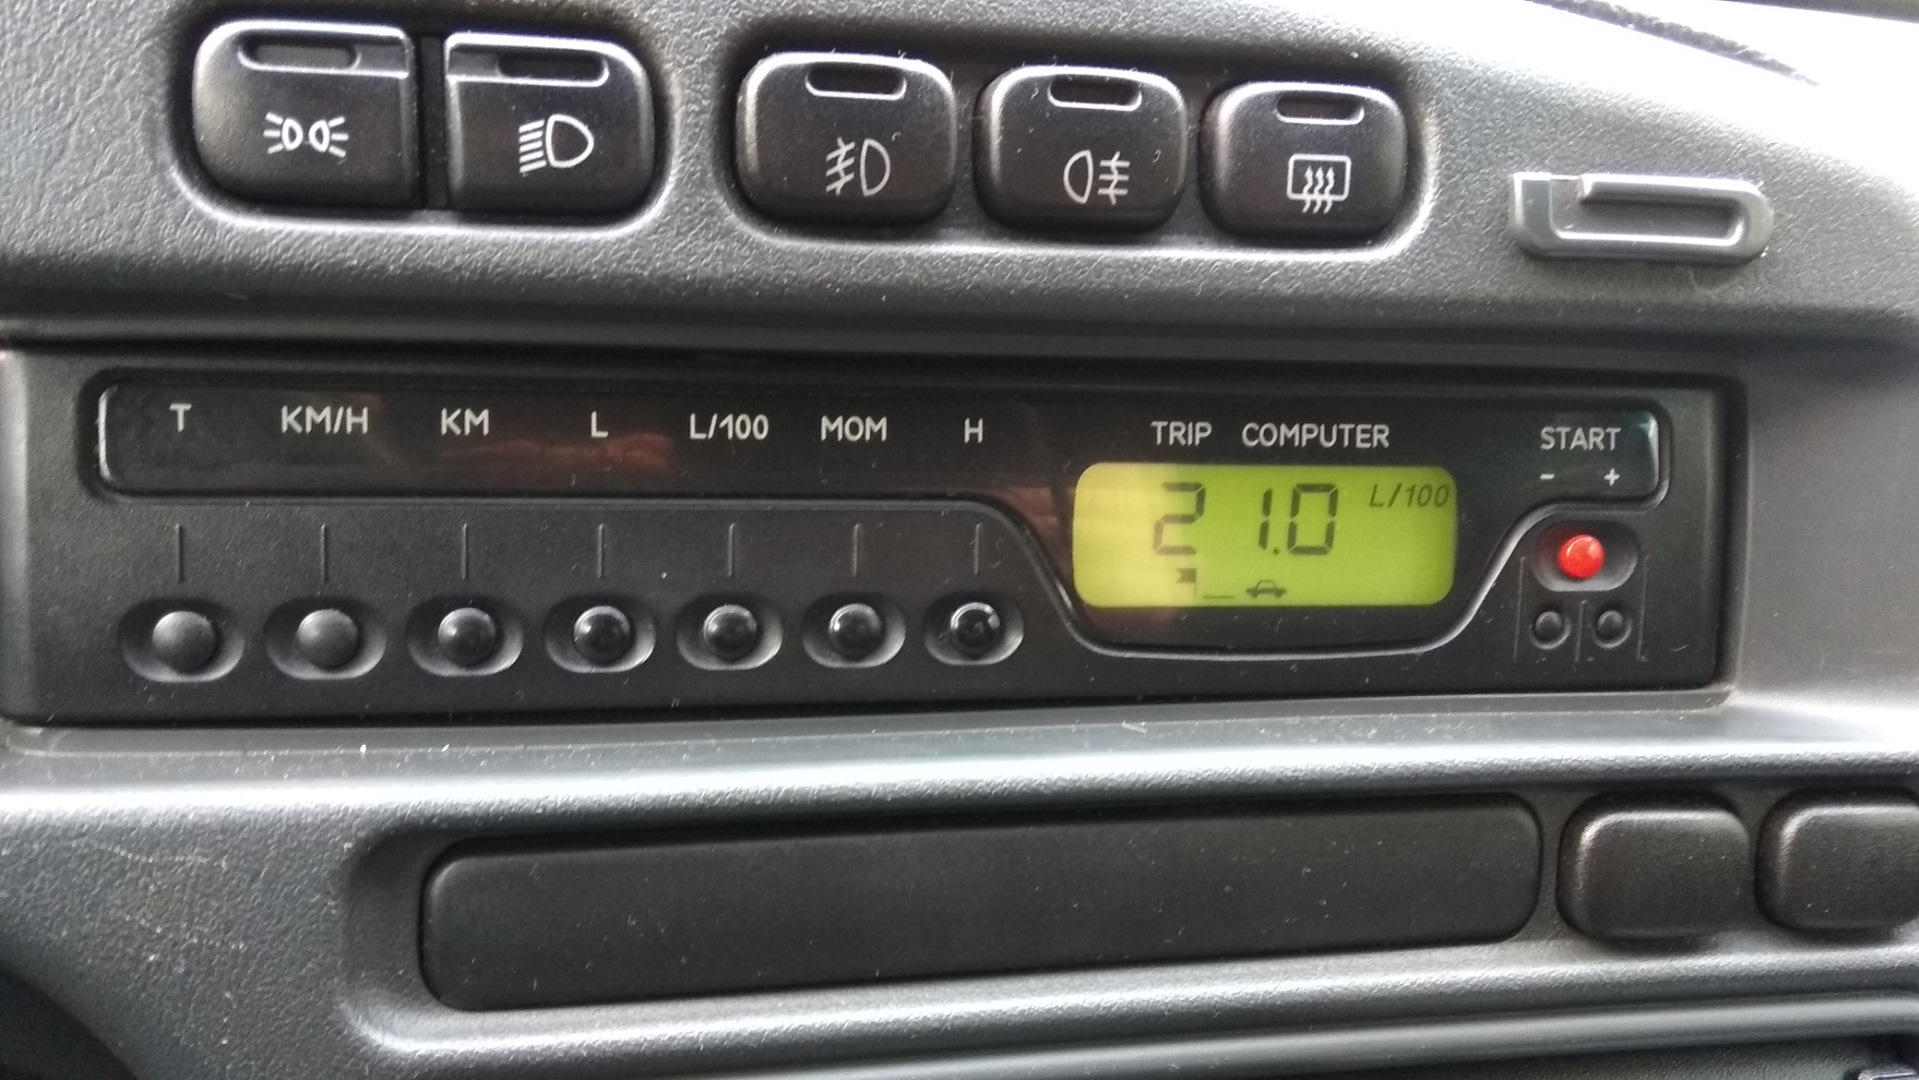 T KM/H KM L L/100 MOM H
TRIP COMPUTER
START
- +
21.0 L/100